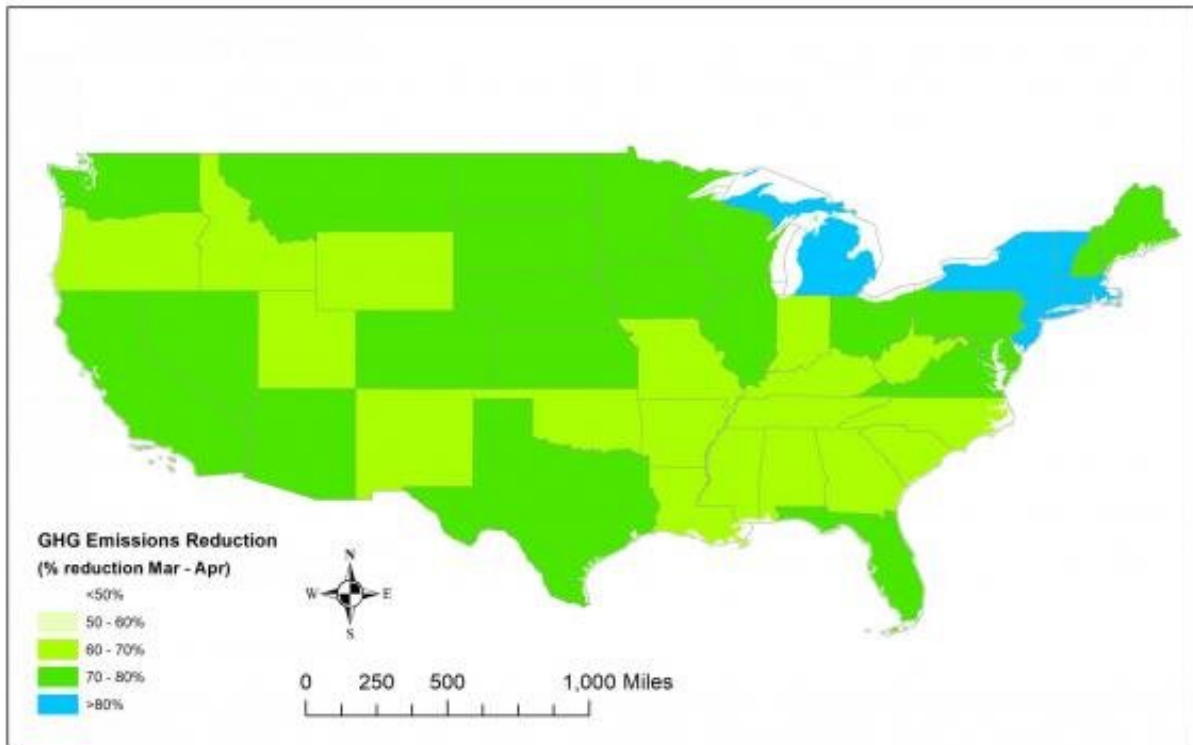 GHG Emissions Reduction
(% reduction Mar - Apr)
<50%
50 - 60%
60 - 70%
70 - 80%
>80%
N
W E
S
0 250 500 1,000 Miles